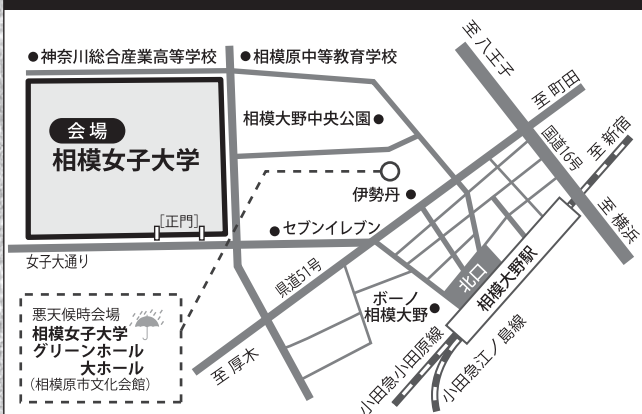 ●神奈川総合産業高等学校
●相模原中等教育学校
至八王子
至町田
会場
相模女子大学
相模大野中央公園●
国道16号
至新宿
伊勢丹●
[正門]
●セブンイレブン
至横浜
女子大通り
県道51号
北口
相模大野駅
ボーノ
相模大野●
悪天候時会場
相模女子大学
グリーンホール
大ホール
(相模原市文化会館)
至厚木
小田急小田原線
小田急江ノ島線